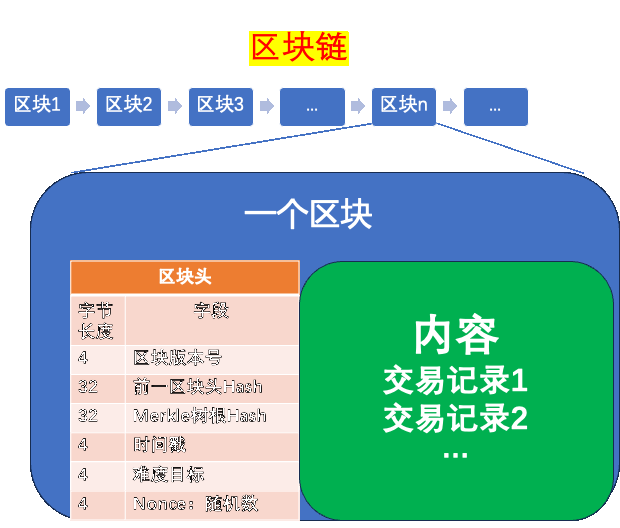 区块链
区块1 区块2 区块3 ... 区块n ...
一个区块
区块头
字节长度 字段
4 区块版本号
32 前一区块头Hash
32 Merkle树根Hash
4 时间戳
4 难度目标
4 Nonce：随机数
内容
交易记录1
交易记录2
...